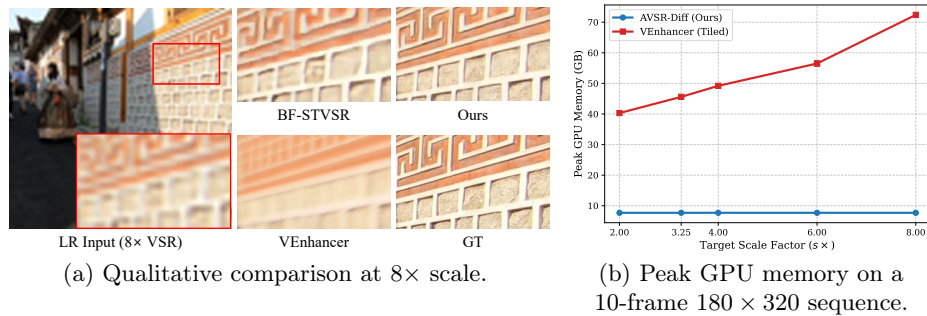 BF-STVSR
Ours
LR Input (8× VSR)
VEnhancer
GT
(a) Qualitative comparison at 8× scale.
AVSR-Diff (Ours)
VEnhancer (Tiled)
Peak GPU Memory (GB)
70
60
50
40
30
20
10
2.00 3.25 4.00 6.00 8.00
Target Scale Factor (s×)
(b) Peak GPU memory on a
10-frame 180 × 320 sequence.